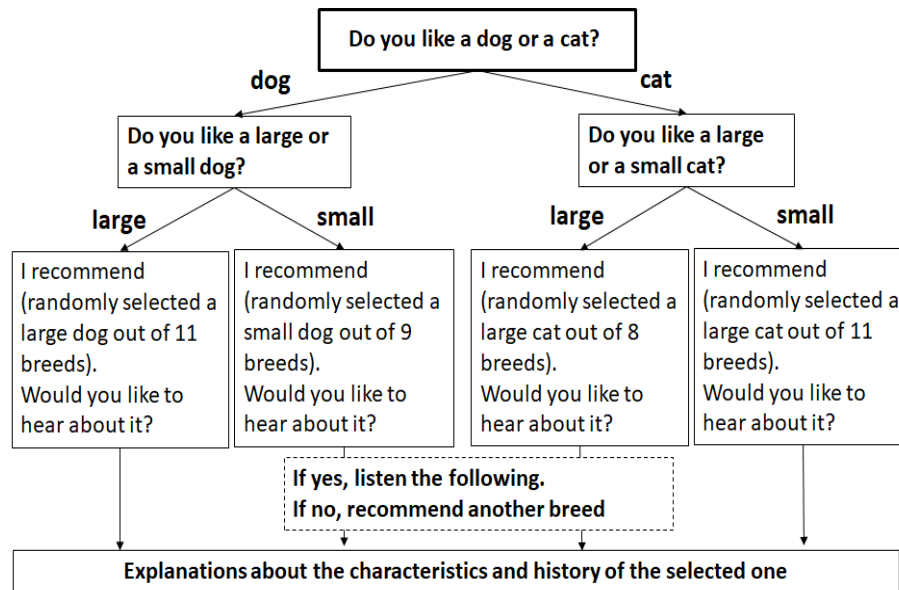 Do you like a dog or a cat?
dog
cat
Do you like a large or
a small dog?
Do you like a large
or a small cat?
large
small
large
small
I recommend
(randomly selected a
large dog out of 11
breeds).
Would you like to
hear about it?
I recommend
(randomly selected a
small dog out of 9
breeds).
Would you like to
hear about it?
I recommend
(randomly selected a
large cat out of 8
breeds).
Would you like to
hear about it?
I recommend
(randomly selected a
large cat out of 11
breeds).
Would you like to
hear about it?
If yes, listen the following.
If no, recommend another breed
Explanations about the characteristics and history of the selected one